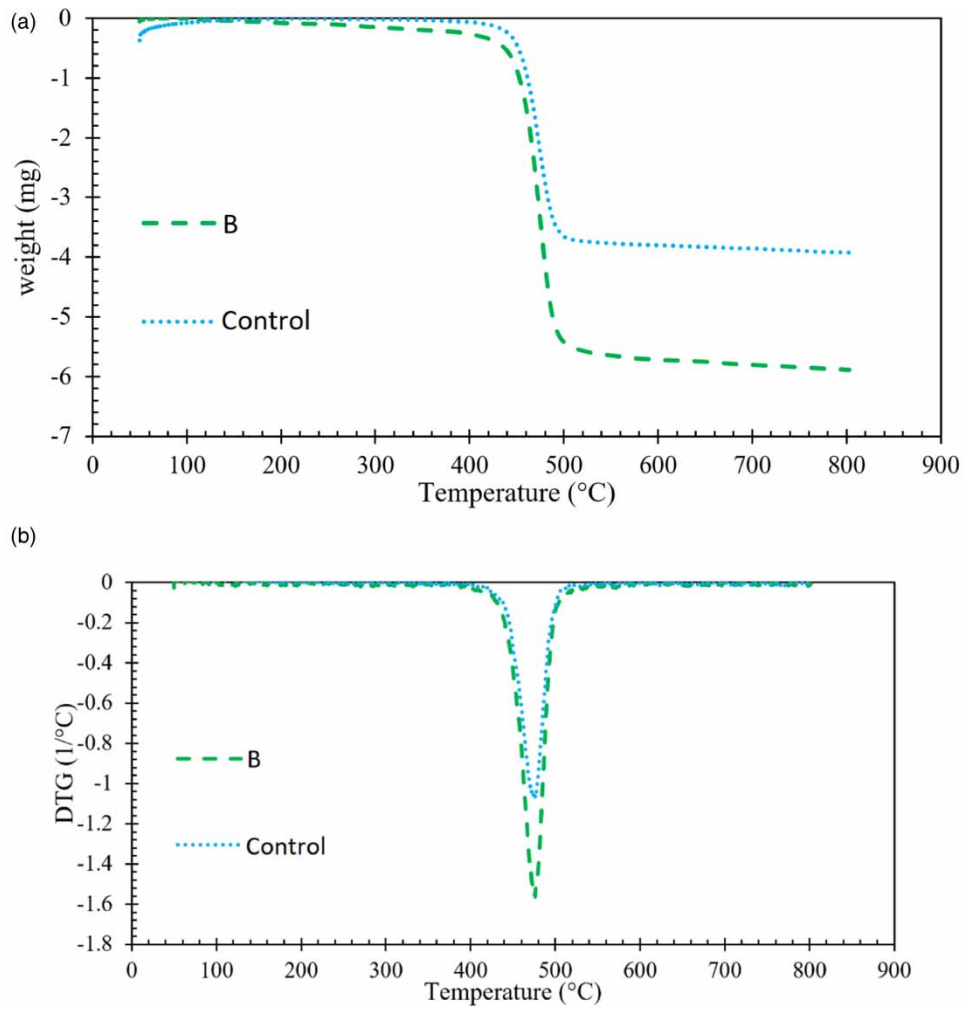 (a)
0
-1
-2
-3
-4
-5
-6
-7
weight (mg)
B
Control
0 100 200 300 400 500 600 700 800 900
Temperature (°C)
(b)
0
-0.2
-0.4
-0.6
-0.8
-1
-1.2
-1.4
-1.6
-1.8
DTG (1/°C)
B
Control
0 100 200 300 400 500 600 700 800 900
Temperature (°C)